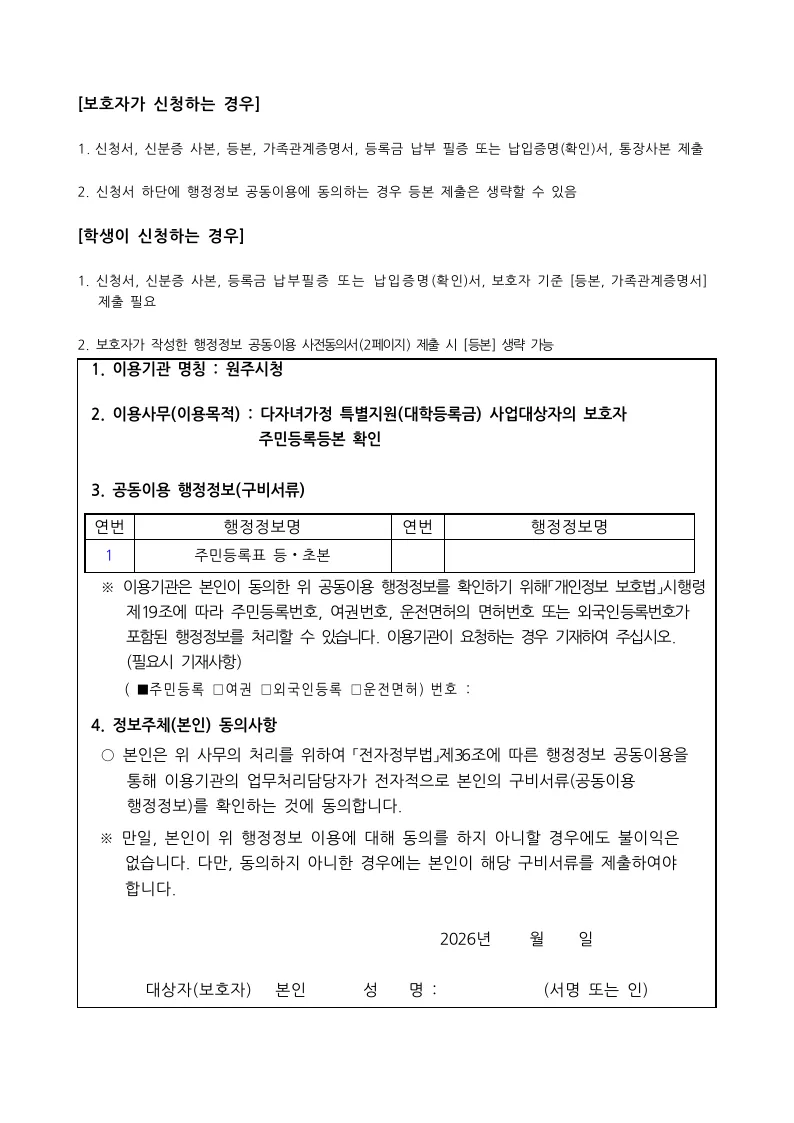 [보호자가 신청하는 경우]
1. 신청서, 신분증 사본, 등본, 가족관계증명서, 등록금 납부 필증 또는 납입증명(확인)서, 통장사본 제출
2. 신청서 하단에 행정정보 공동이용에 동의하는 경우 등본 제출은 생략할 수 있음
[학생이 신청하는 경우]
1. 신청서, 신분증 사본, 등록금 납부필증 또는 납입증명(확인)서, 보호자 기준 [등본, 가족관계증명서]
제출 필요
2. 보호자가 작성한 행정정보 공동이용 사전동의서(2페이지) 제출 시 [등본] 생략 가능
1. 이용기관 명칭 : 원주시청
2. 이용사무(이용목적) : 다자녀가정 특별지원(대학등록금) 사업대상자의 보호자
주민등록등본 확인
3. 공동이용 행정정보(구비서류)
연번 행정정보명 연번 행정정보명
1 주민등록표 등・초본
※ 이용기관은 본인이 동의한 위 공동이용 행정정보를 확인하기 위해「개인정보 보호법」시행령
제19조에 따라 주민등록번호, 여권번호, 운전면허의 면허번호 또는 외국인등록번호가
포함된 행정정보를 처리할 수 있습니다. 이용기관이 요청하는 경우 기재하여 주십시오.
(필요시 기재사항)
( ■주민등록 □여권 □외국인등록 □운전면허) 번호 :
4. 정보주체(본인) 동의사항
○ 본인은 위 사무의 처리를 위하여 「전자정부법」제36조에 따른 행정정보 공동이용을
통해 이용기관의 업무처리담당자가 전자적으로 본인의 구비서류(공동이용
행정정보)를 확인하는 것에 동의합니다.
※ 만일, 본인이 위 행정정보 이용에 대해 동의를 하지 아니할 경우에도 불이익은
없습니다. 다만, 동의하지 아니한 경우에는 본인이 해당 구비서류를 제출하여야
합니다.
2026년 월 일
대상자(보호자) 본인 성 명 : (서명 또는 인)